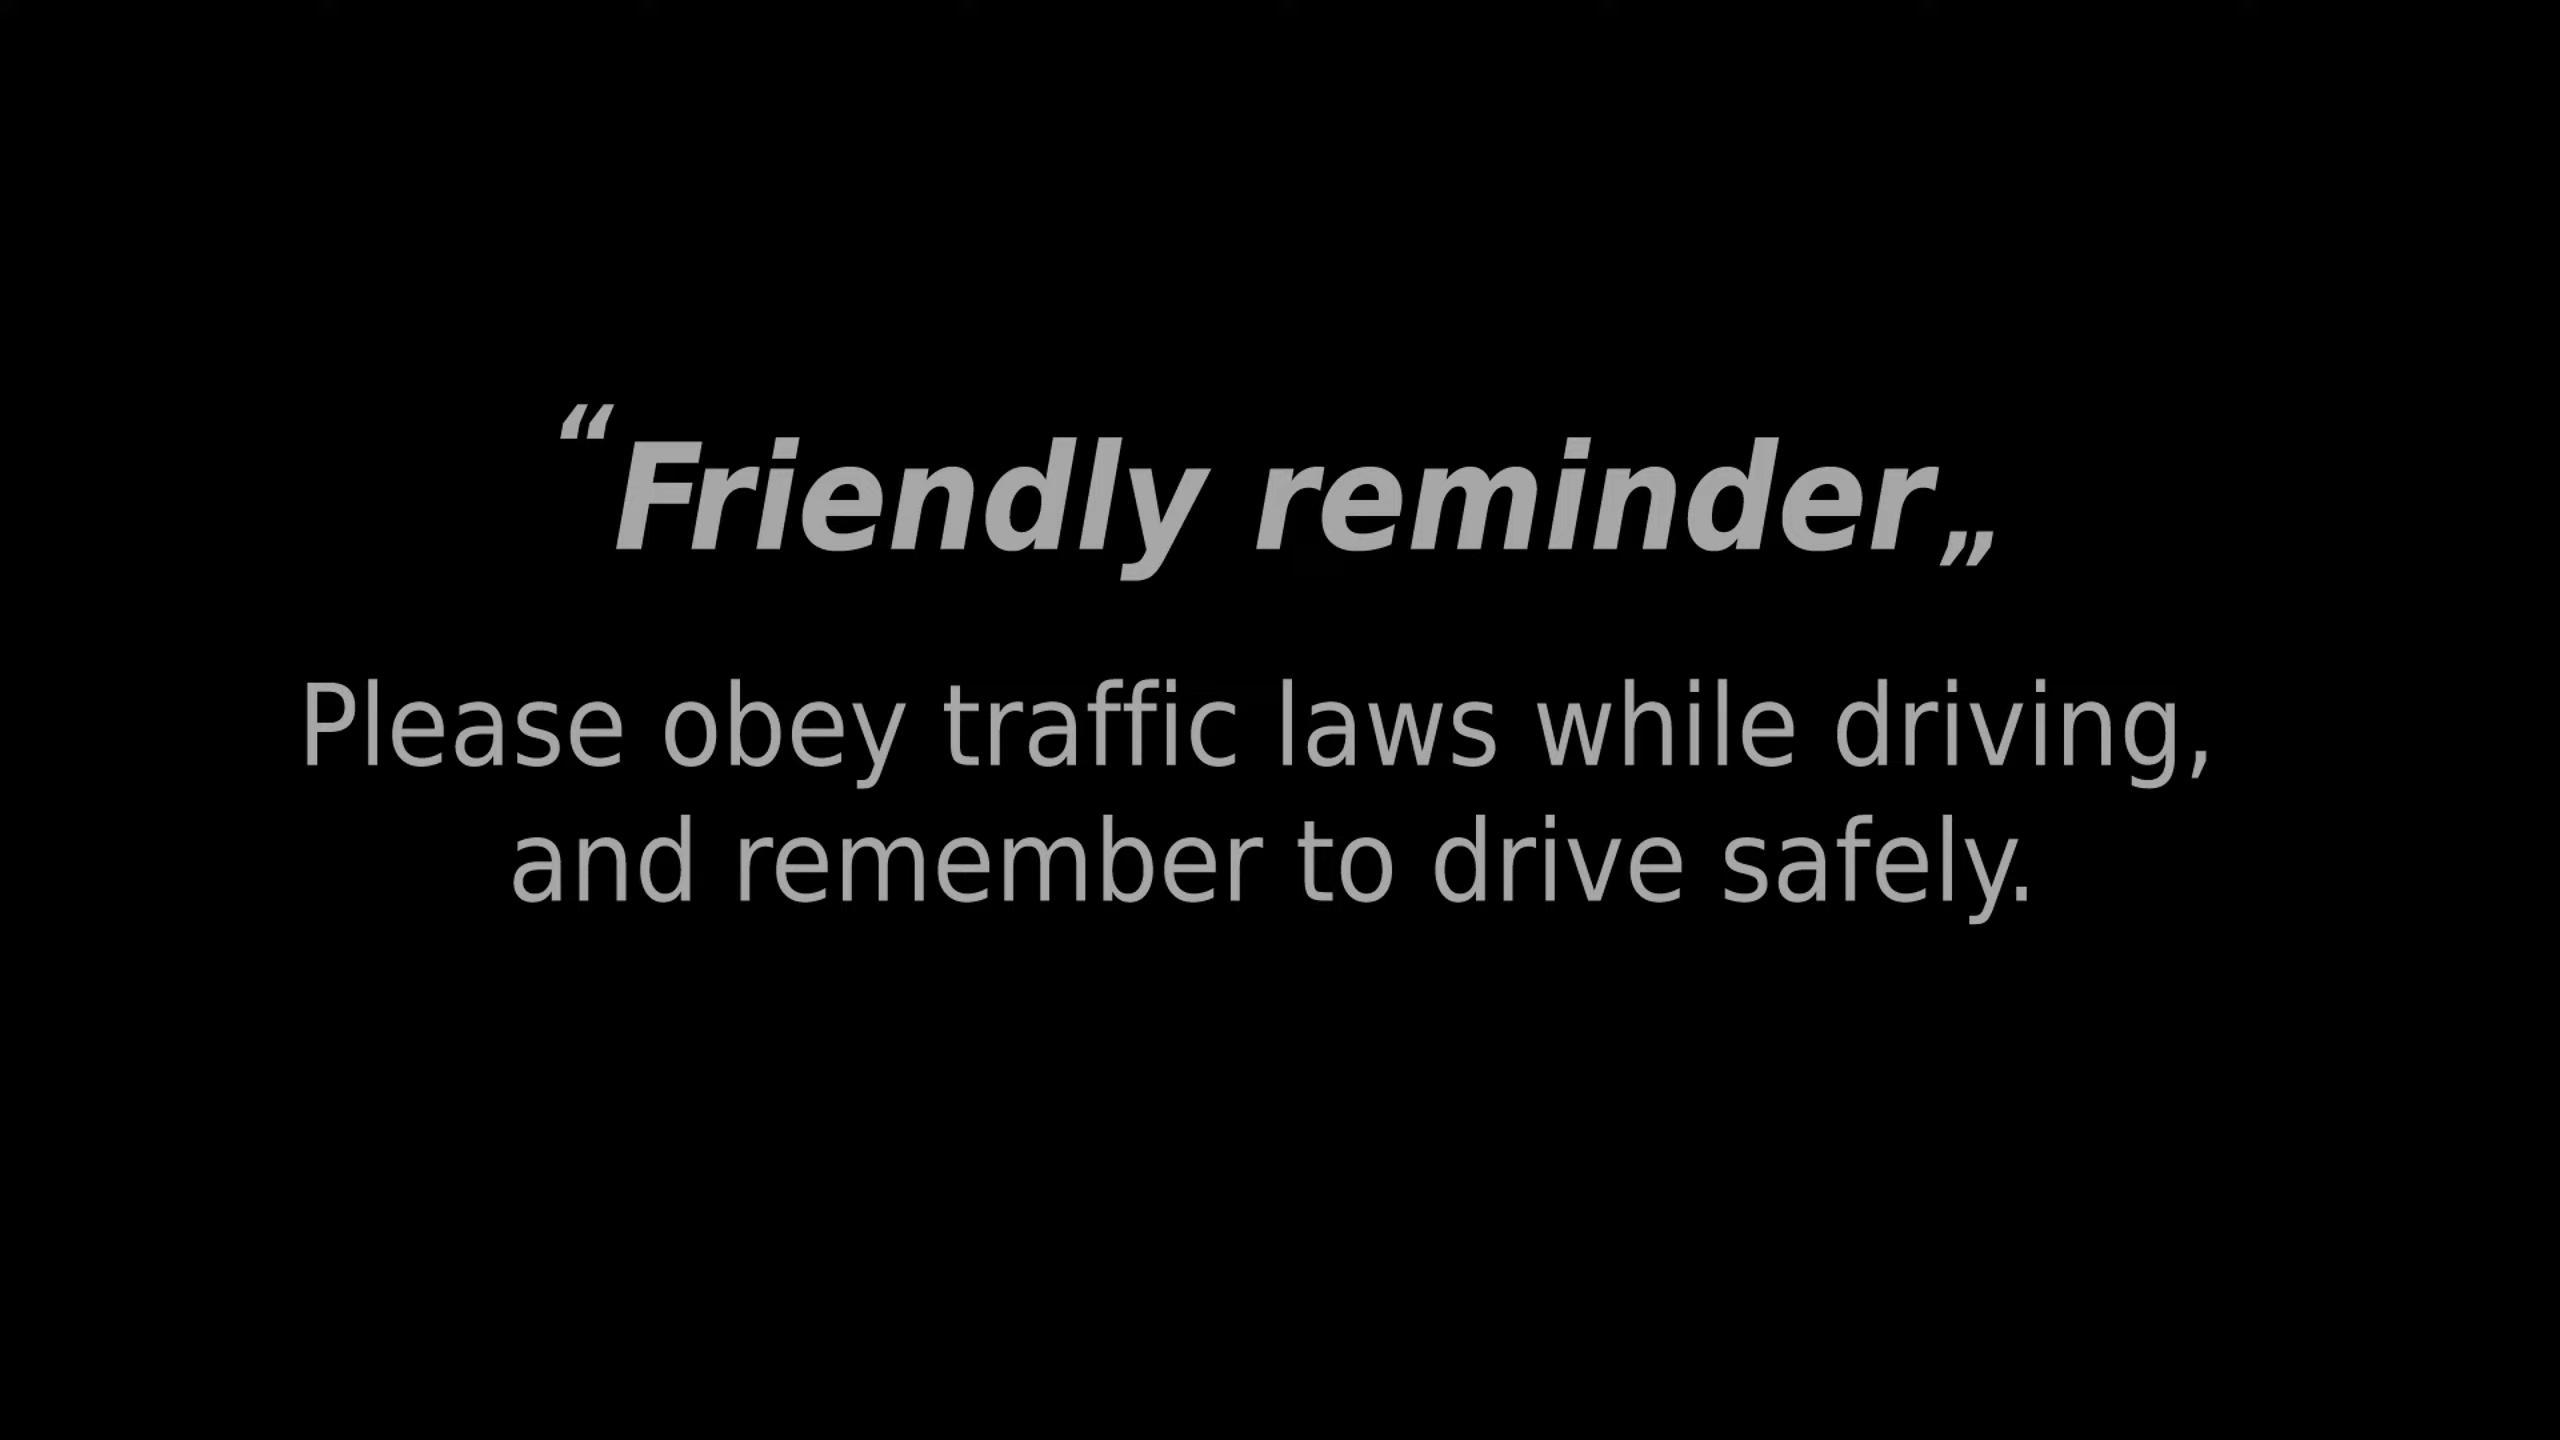 “Friendly reminder„
Please obey traffic laws while driving,
and remember to drive safely.